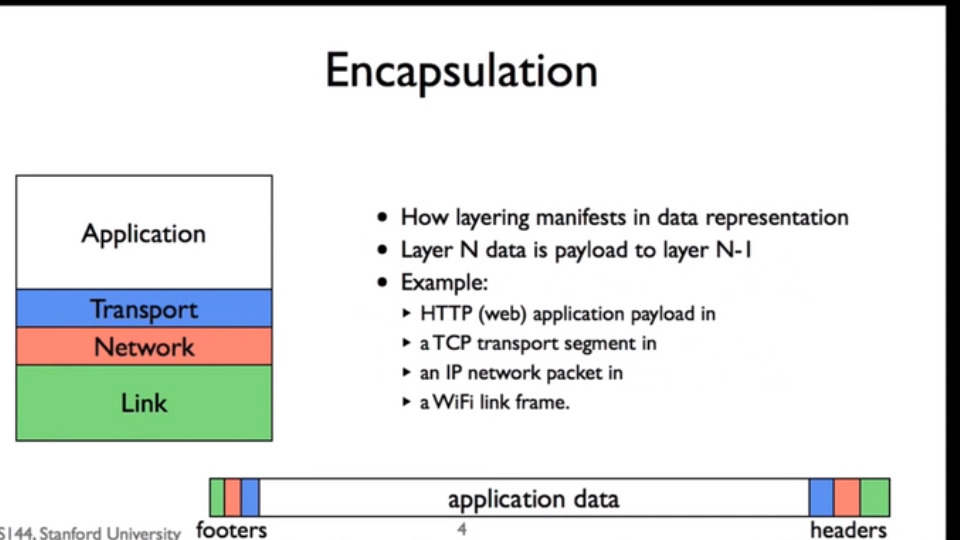 Encapsulation
Application
Transport
Network
Link
• How layering manifests in data representation
• Layer N data is payload to layer N-1
• Example:
‣ HTTP (web) application payload in
‣ a TCP transport segment in
‣ an IP network packet in
‣ a WiFi link frame.
application data
footers
headers
S144, Stanford University
4